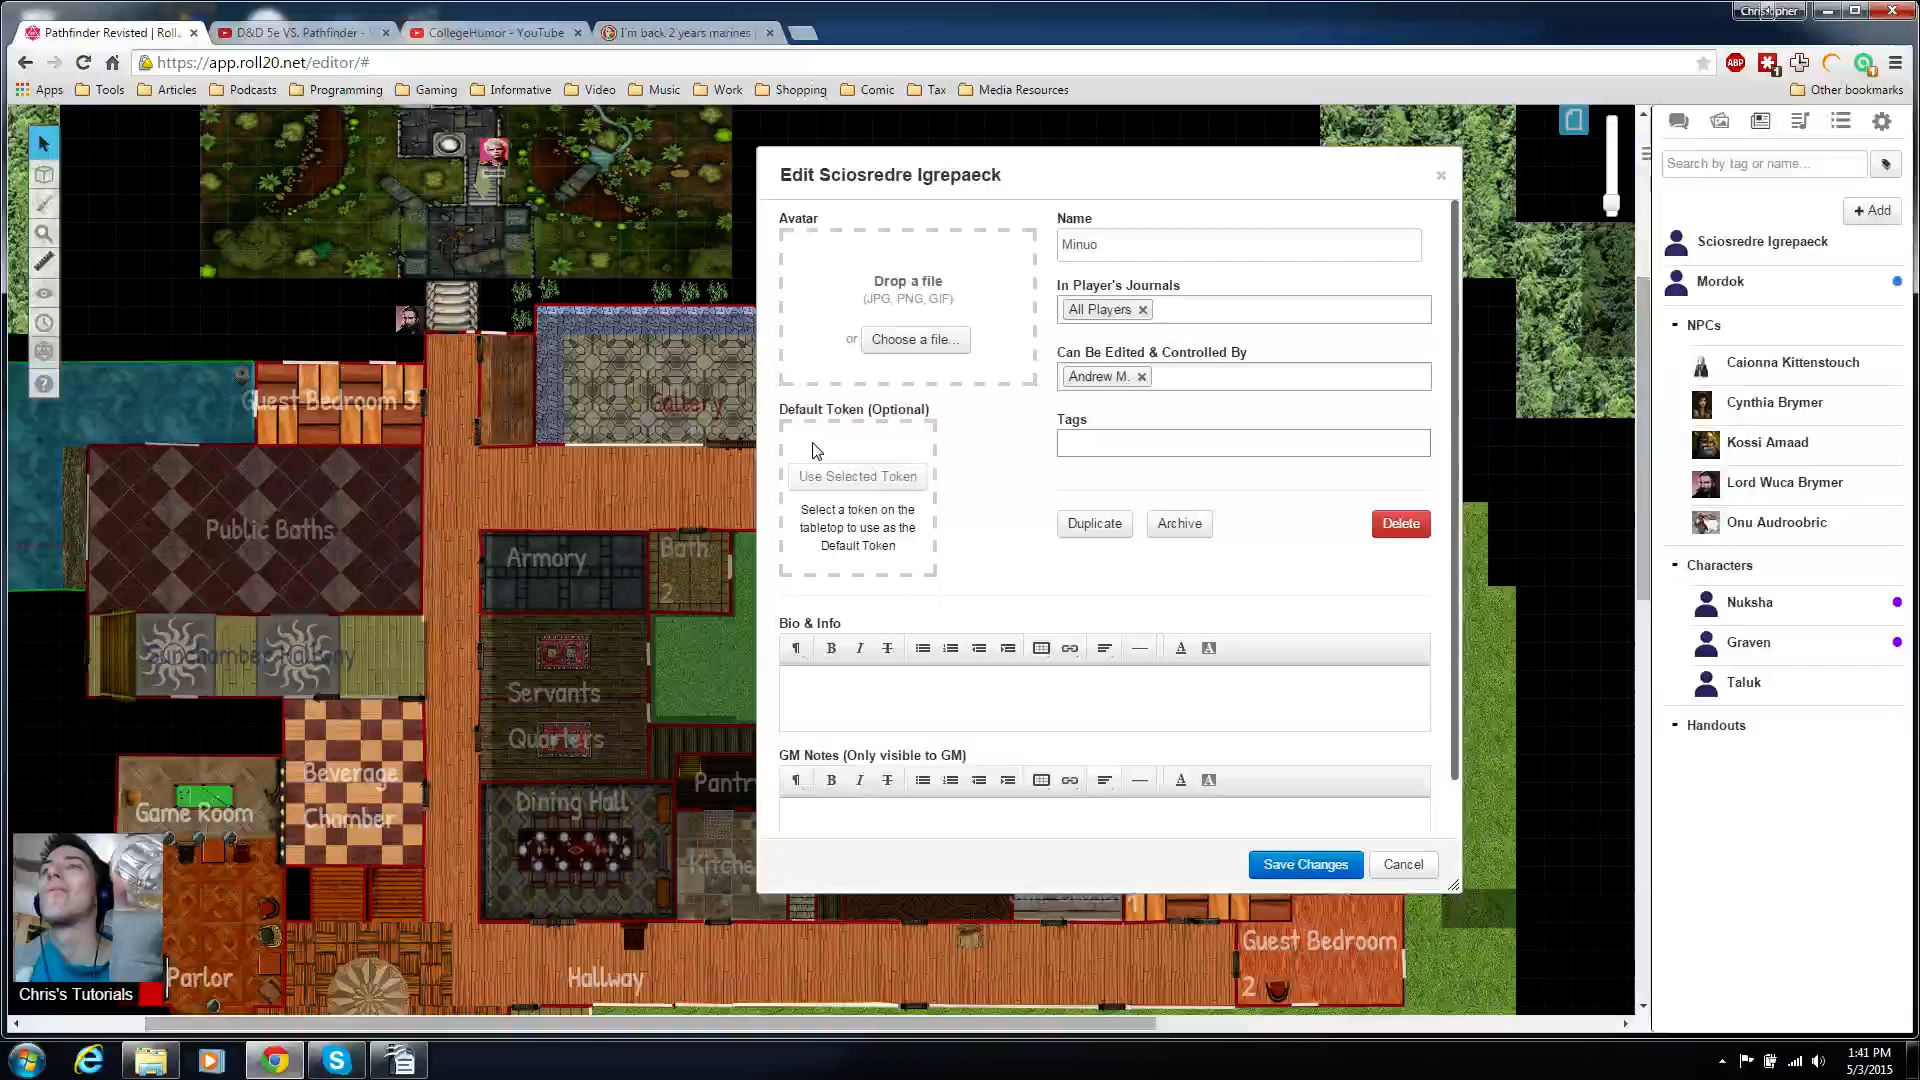 Christopher
Pathfinder Revisted | Roll
D&D 5e VS. Pathfinder -
CollegeHumor - YouTube
I'm back 2 years marines
https://app.roll20.net/editor/#
ABP
1
1
Apps
Tools
Articles
Podcasts
Programming
Gaming
Informative
Video
Music
Work
Shopping
Comic
Tax
Media Resources
Other bookmarks
Edit Sciosredre Igrepaeck
Avatar
Drop a file
(JPG, PNG, GIF)
or Choose a file...
Default Token (Optional)
Use Selected Token
Select a token on the
tabletop to use as the
Default Token
Name
Minuo
In Player's Journals
All Players
Can Be Edited & Controlled By
Andrew M.
Tags
Duplicate
Archive
Delete
Bio & Info
GM Notes (Only visible to GM)
Save Changes
Cancel
Search by tag or name...
+ Add
Sciosredre Igrepaeck
Mordok
NPCs
Caionna Kittenstouch
Cynthia Brymer
Kossi Amaad
Lord Wuca Brymer
Onu Audroobric
Characters
Nuksha
Graven
Taluk
Handouts
Guest Bedroom 3
Gallery
Public Baths
Armory
Bath
2
Servants
Quarters
Pantry
Beverage
Chamber
Game Room
Dining Hall
Kitche
Parlor
Hallway
Guest Bedroom
2
Chris's Tutorials
1:41 PM
5/3/2015